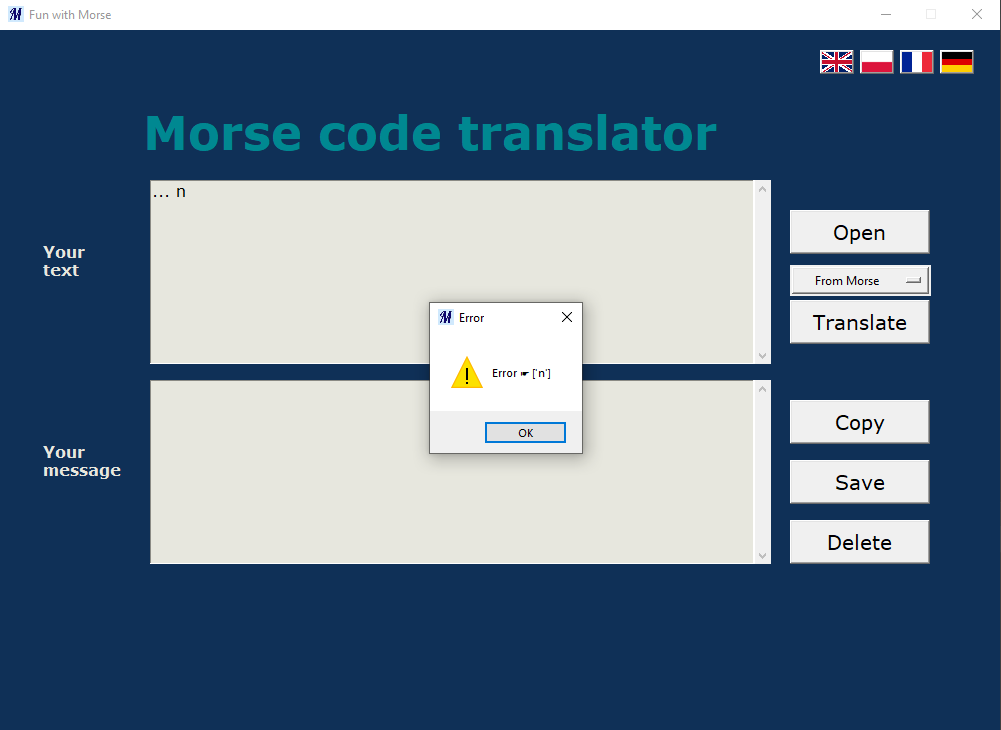 Fun with Morse
Morse code translator
... n
Your
text
Open
From Morse
Translate
M Error
Error ☛ ['n']
OK
Your
message
Copy
Save
Delete